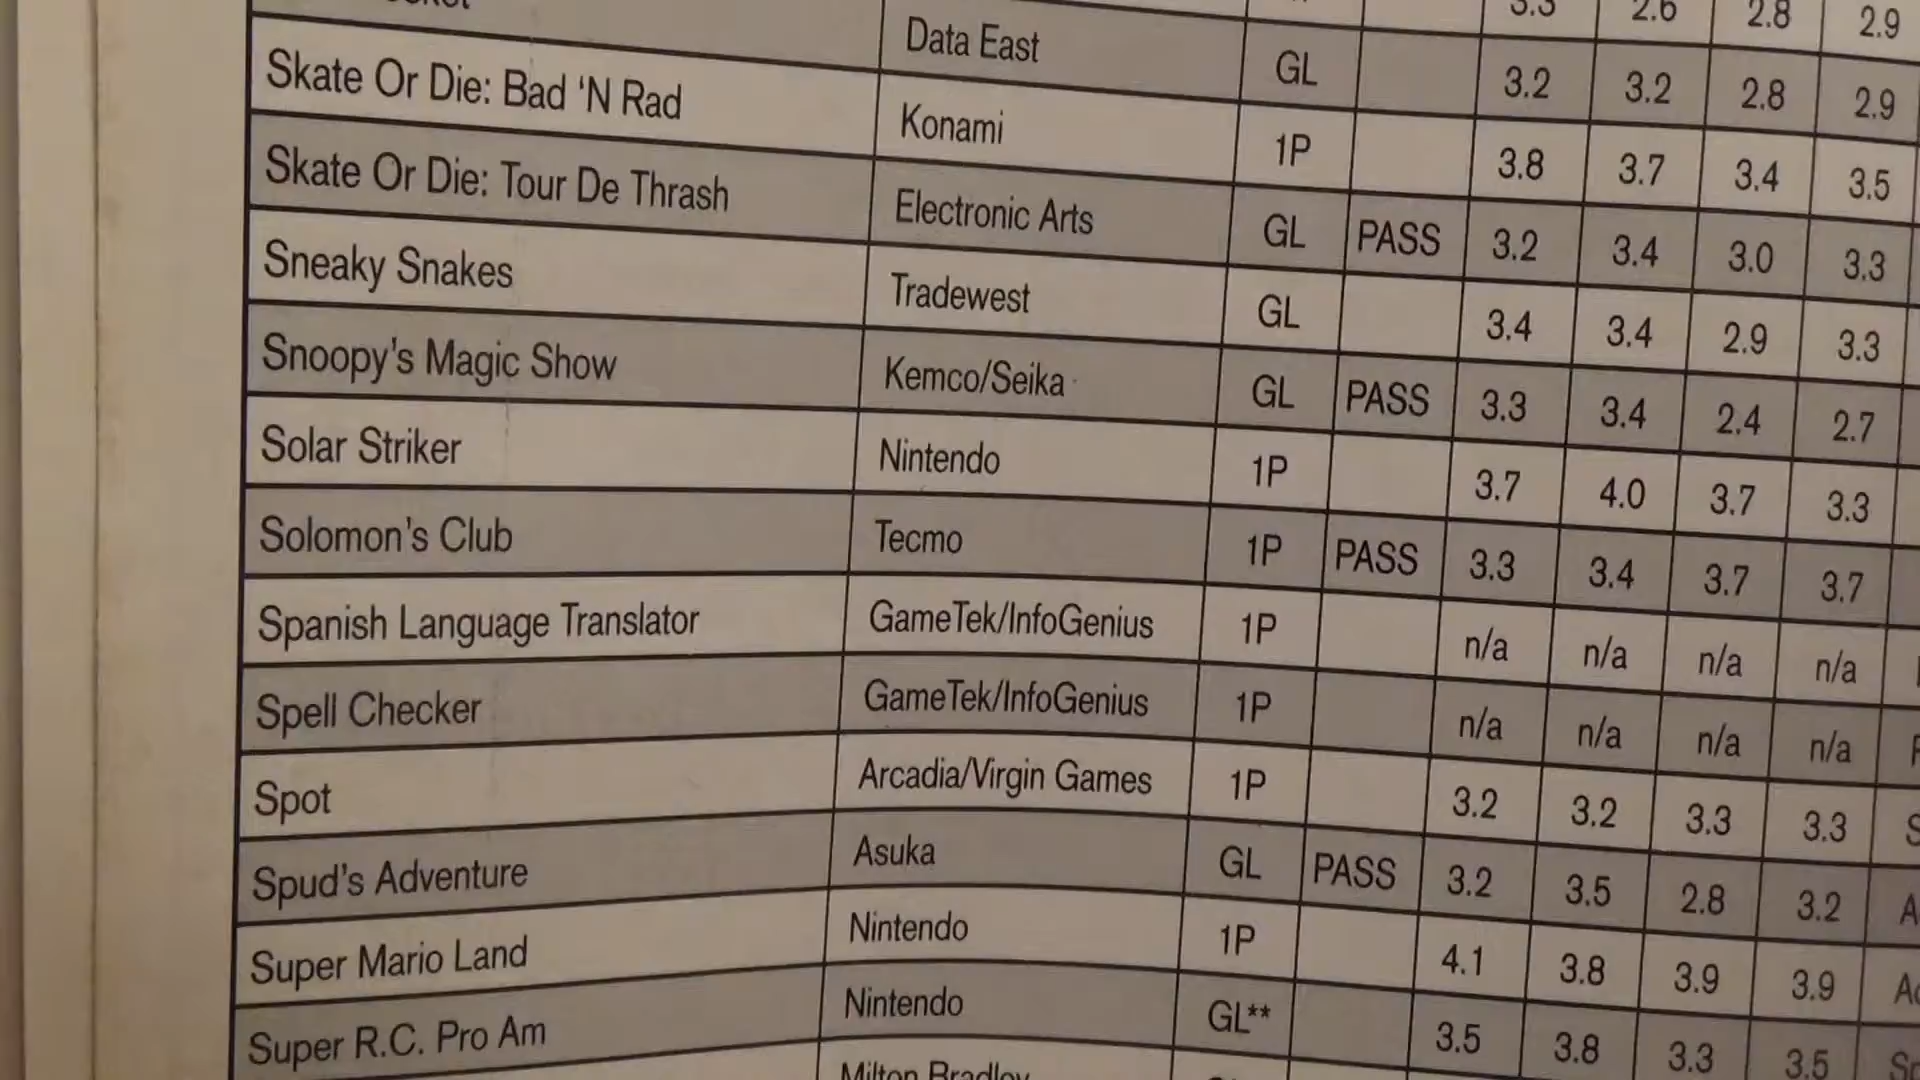 2.6 2.8 2.9
Data East GL 3.2 3.2 2.8 2.9
Skate Or Die: Bad ‘N Rad Konami 1P 3.8 3.7 3.4 3.5
Skate Or Die: Tour De Thrash Electronic Arts GL PASS 3.2 3.4 3.0 3.3
Sneaky Snakes Tradewest GL 3.4 3.4 2.9 3.3
Snoopy’s Magic Show Kemco/Seika GL PASS 3.3 3.4 2.4 2.7
Solar Striker Nintendo 1P 3.7 4.0 3.7 3.3
Solomon’s Club Tecmo 1P PASS 3.3 3.4 3.7 3.7
Spanish Language Translator GameTek/InfoGenius 1P n/a n/a n/a n/a
Spell Checker GameTek/InfoGenius 1P n/a n/a n/a n/a
Spot Arcadia/Virgin Games 1P 3.2 3.2 3.3 3.3
Spud’s Adventure Asuka GL PASS 3.2 3.5 2.8 3.2
Super Mario Land Nintendo 1P 4.1 3.8 3.9 3.9
Super R.C. Pro Am Nintendo GL** 3.5 3.8 3.3 3.5
Milton Bradley